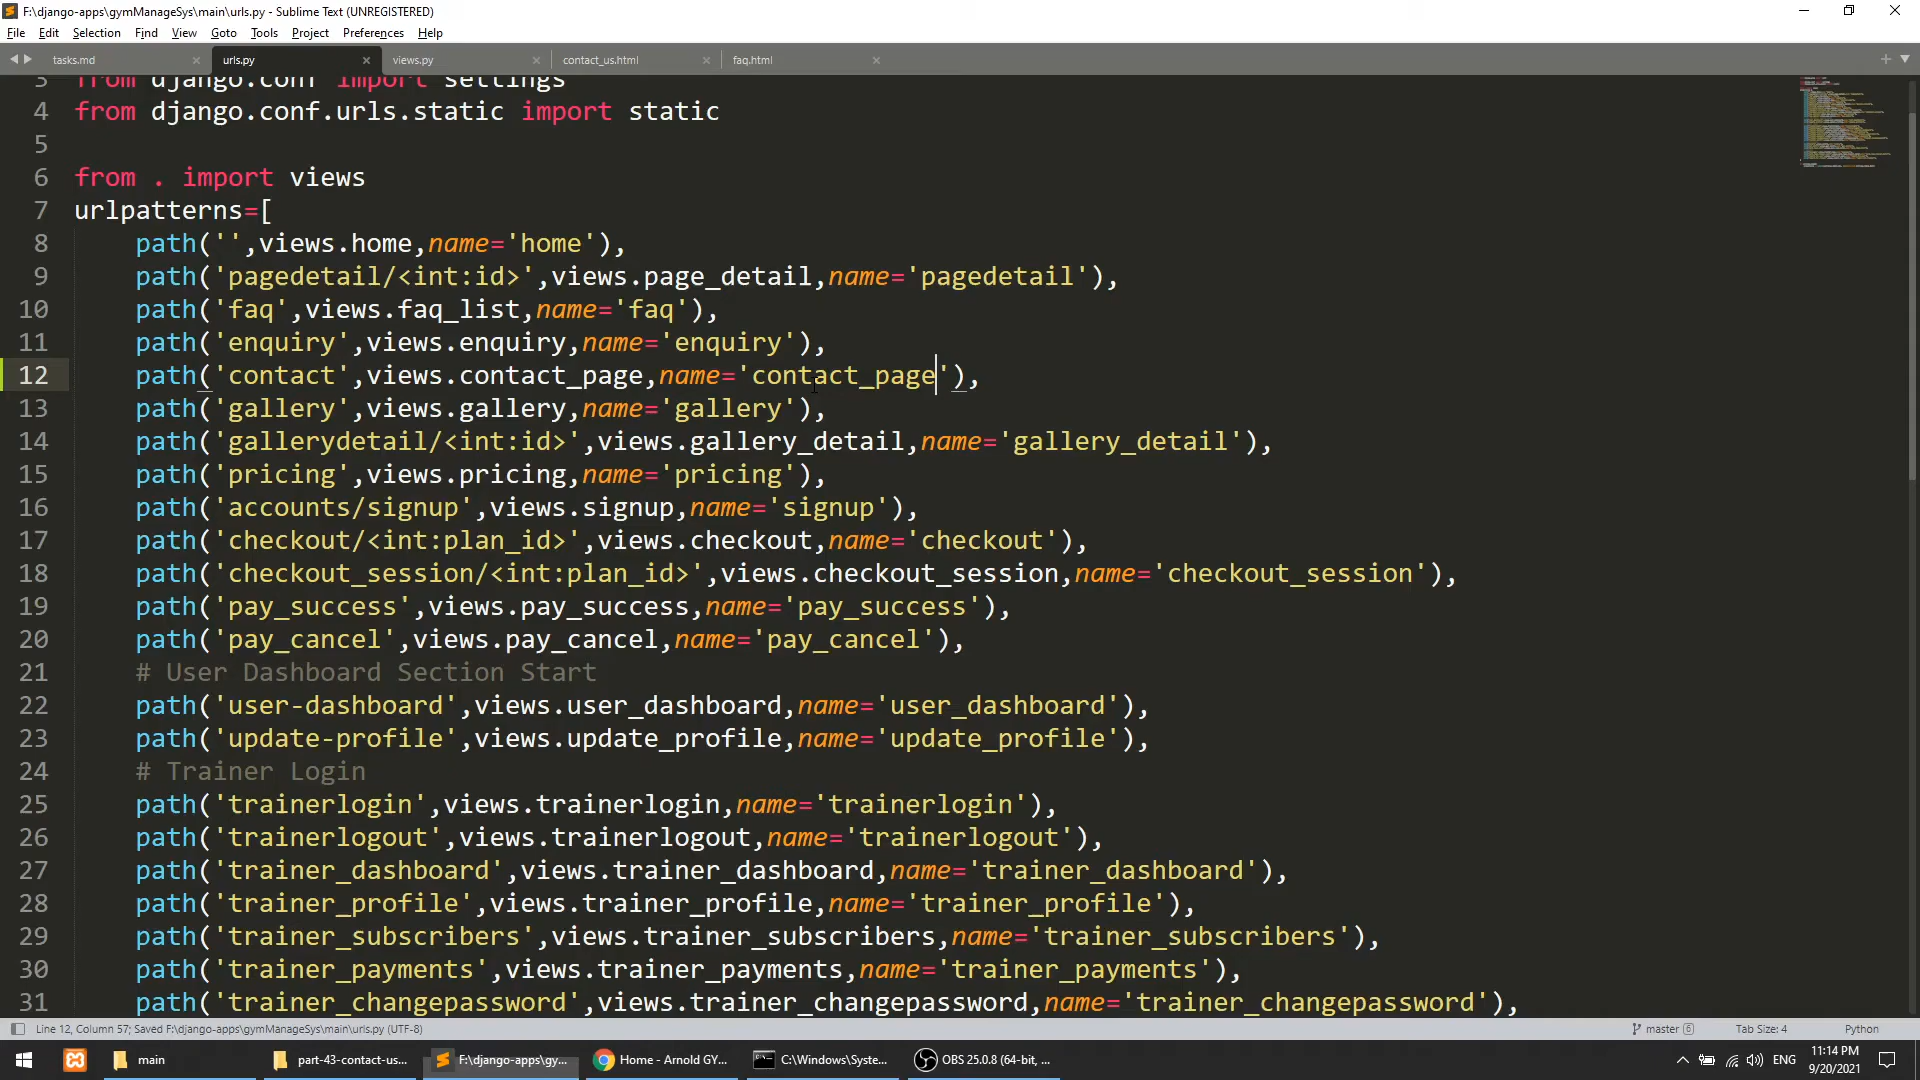 F:\django-apps\gymManageSys\main\urls.py - Sublime Text (UNREGISTERED)
File Edit Selection Find View Goto Tools Project Preferences Help
tasks.md urls.py views.py contact_us.html faq.html
3 from django.conf import settings
4 from django.conf.urls.static import static
5
6 from . import views
7 urlpatterns=[
8 path('',views.home,name='home'),
9 path('pagedetail/<int:id>',views.page_detail,name='pagedetail'),
10 path('faq',views.faq_list,name='faq'),
11 path('enquiry',views.enquiry,name='enquiry'),
12 path('contact',views.contact_page,name='contact_page'),
13 path('gallery',views.gallery,name='gallery'),
14 path('gallerydetail/<int:id>',views.gallery_detail,name='gallery_detail'),
15 path('pricing',views.pricing,name='pricing'),
16 path('accounts/signup',views.signup,name='signup'),
17 path('checkout/<int:plan_id>',views.checkout,name='checkout'),
18 path('checkout_session/<int:plan_id>',views.checkout_session,name='checkout_session'),
19 path('pay_success',views.pay_success,name='pay_success'),
20 path('pay_cancel',views.pay_cancel,name='pay_cancel'),
21 # User Dashboard Section Start
22 path('user-dashboard',views.user_dashboard,name='user_dashboard'),
23 path('update-profile',views.update_profile,name='update_profile'),
24 # Trainer Login
25 path('trainerlogin',views.trainerlogin,name='trainerlogin'),
26 path('trainerlogout',views.trainerlogout,name='trainerlogout'),
27 path('trainer_dashboard',views.trainer_dashboard,name='trainer_dashboard'),
28 path('trainer_profile',views.trainer_profile,name='trainer_profile'),
29 path('trainer_subscribers',views.trainer_subscribers,name='trainer_subscribers'),
30 path('trainer_payments',views.trainer_payments,name='trainer_payments'),
31 path('trainer_changepassword',views.trainer_changepassword,name='trainer_changepassword'),
Line 12, Column 57; Saved F:\django-apps\gymManageSys\main\urls.py (UTF-8) master 6 Tab Size: 4 Python
main part-43-contact-us... F:\django-apps\gy... Home - Arnold GY... C:\Windows\Syste... OBS 25.0.8 (64-bit, ... ENG 11:14 PM
9/20/2021